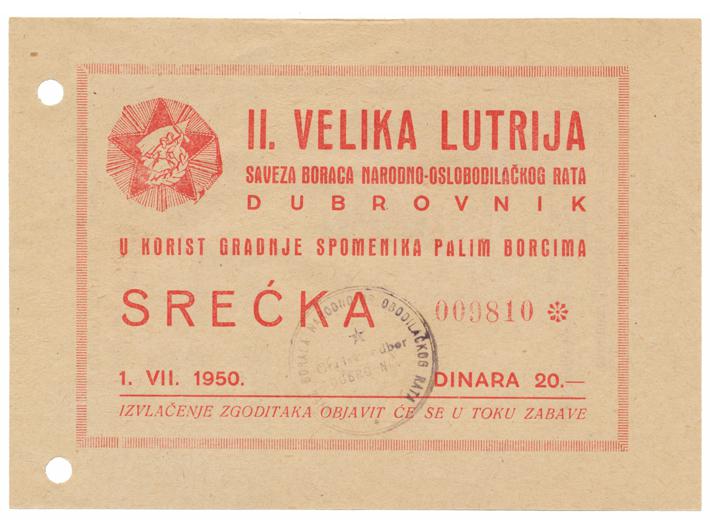 II. VELIKA LUTRIJA
SAVEZA BORACA NARODNO-OSLOBODILAČKOG RATA
DUBROVNIK
U KORIST GRADNJE SPOMENIKA PALIM BORCIMA
SREĆKA 009810
1. VII. 1950. DINARA 20.—
IZVLAČENJE ZGODITAKA OBJAVIT ĆE SE U TOKU ZABAVE